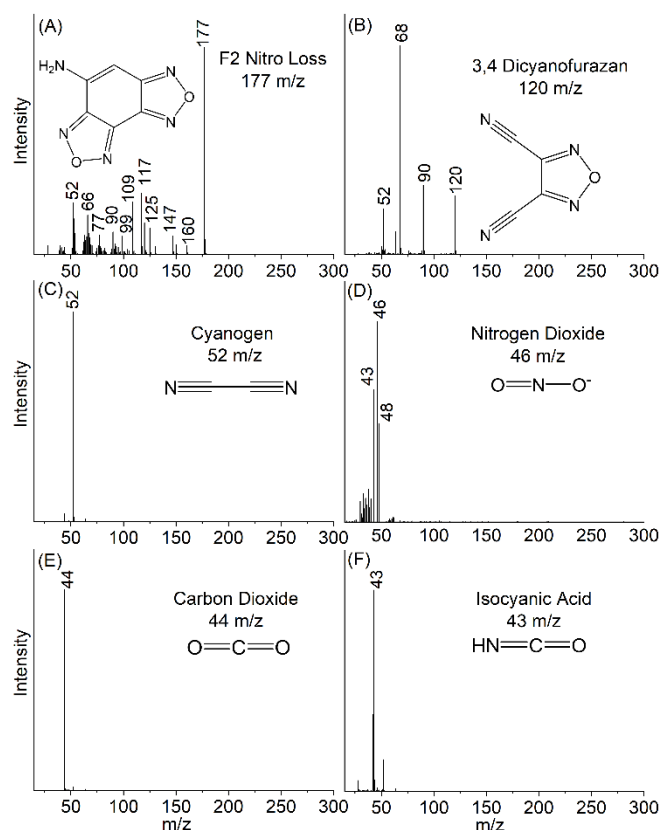 (A)
177
F2 Nitro Loss
177 m/z
H₂N
N
O
N
N
O
N
52
66
77
90
99
109
117
125
147
160
Intensity
50 100 150 200 250 300
(B)
68
3,4 Dicyanofurazan
120 m/z
N
N
O
N
N
52
90
120
50 100 150 200 250 300
(C)
52
Cyanogen
52 m/z
N N
Intensity
50 100 150 200 250 300
(D)
46
43
48
Nitrogen Dioxide
46 m/z
O N O⁻
50 100 150 200 250 300
(E)
44
Carbon Dioxide
44 m/z
O C O
Intensity
50 100 150 200 250 300
m/z
(F)
43
Isocyanic Acid
43 m/z
HN C O
50 100 150 200 250 300
m/z